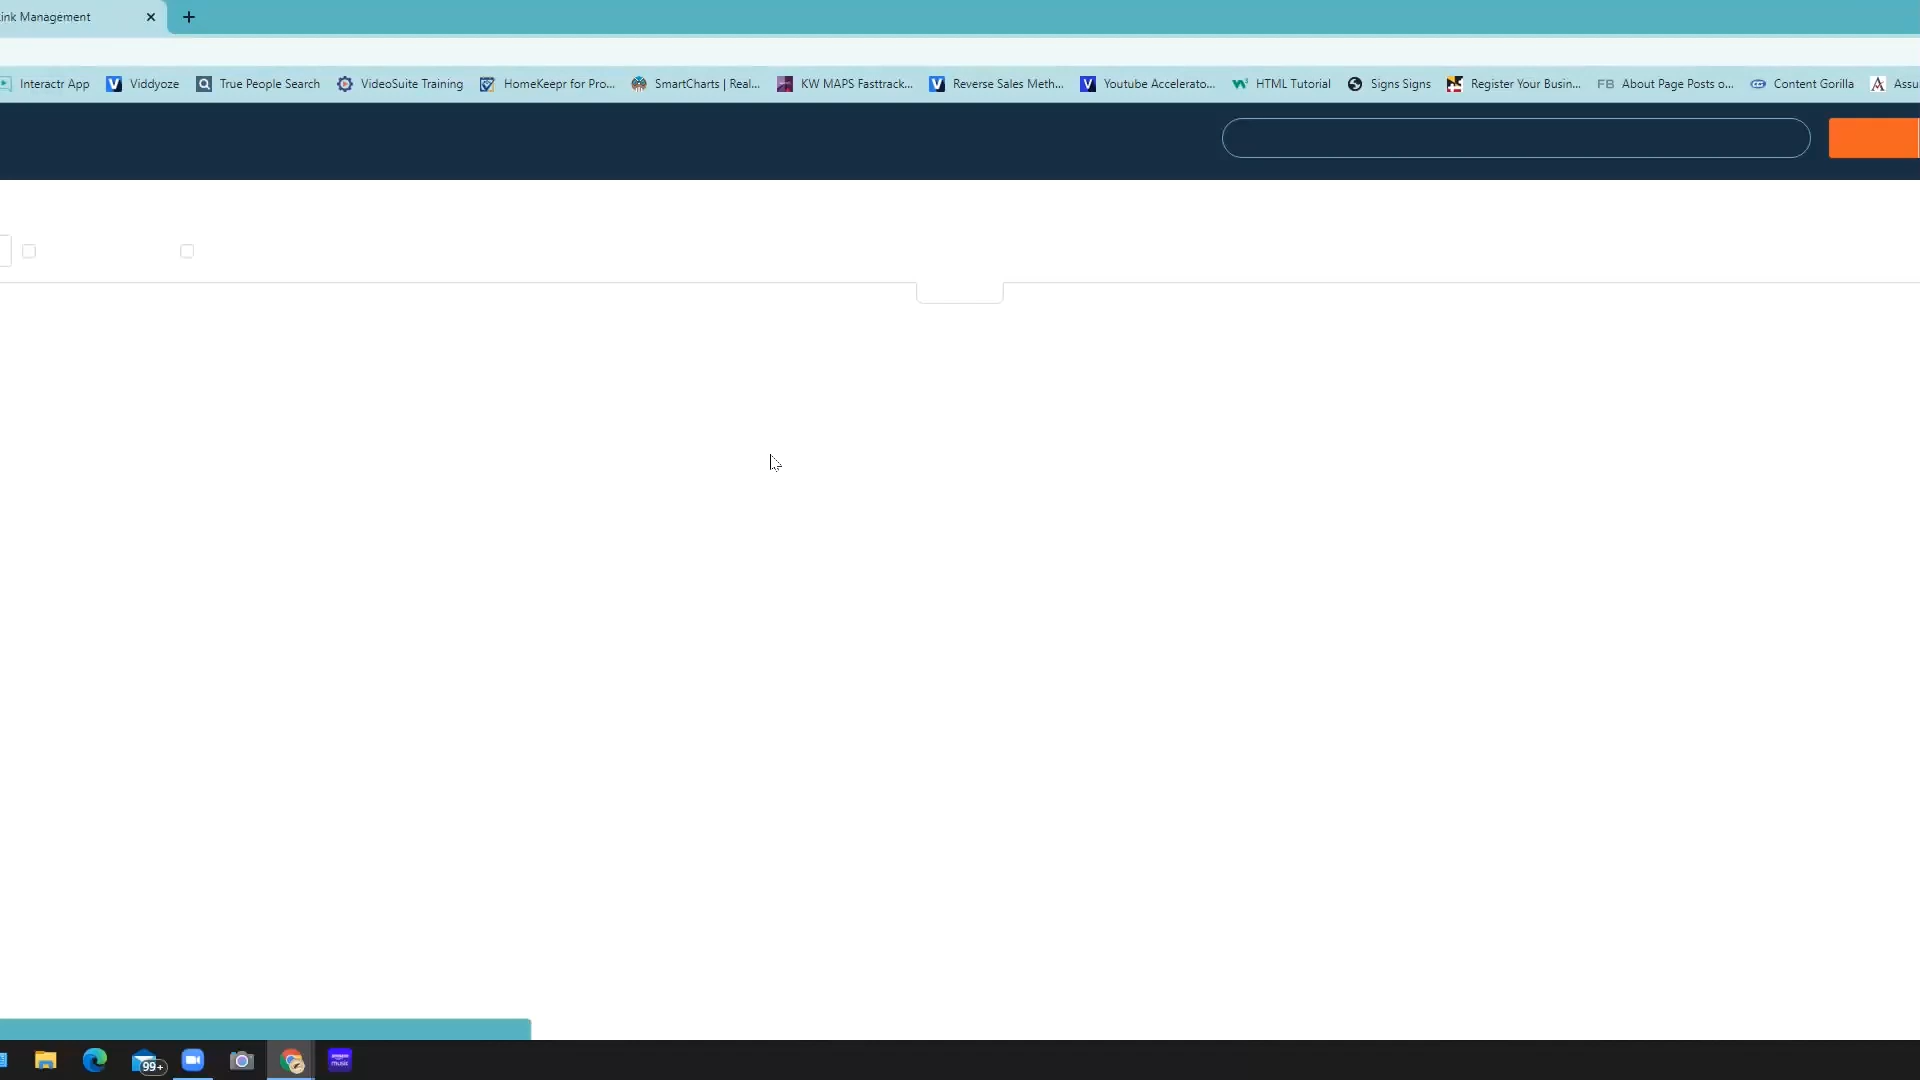 ink Management
Interactr App Viddyoze True People Search VideoSuite Training HomeKeepr for Pro... SmartCharts | Real... KW MAPS Fasttrack... Reverse Sales Meth... Youtube Accelerato... HTML Tutorial Signs Signs Register Your Busin... FB About Page Posts o... Content Gorilla Assu
99+
amazon music